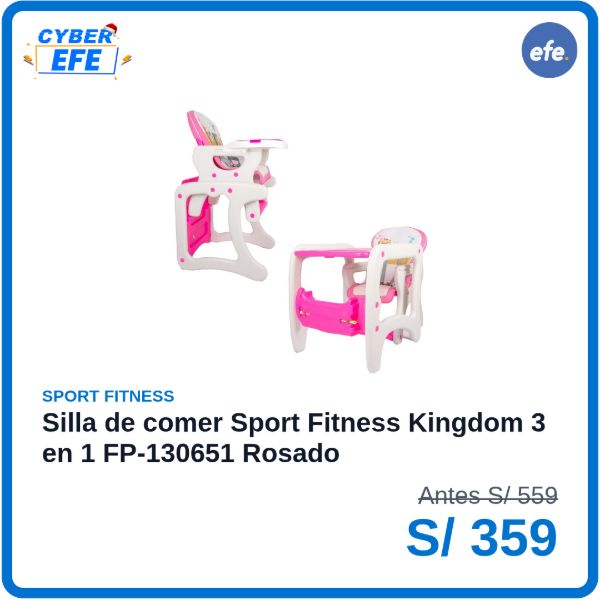 CYBER
EFE
efe.
SPORT FITNESS
Silla de comer Sport Fitness Kingdom 3
en 1 FP-130651 Rosado
Antes S/ 559
S/ 359